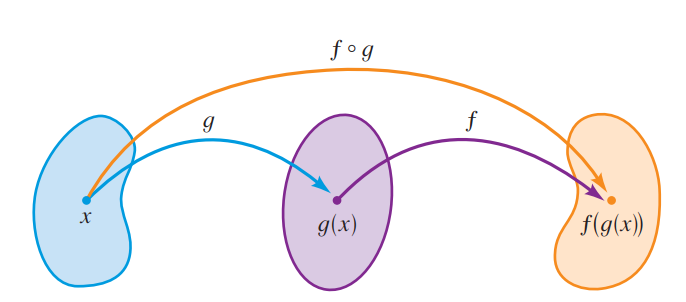 f ∘ g
g
f
x
g(x)
f(g(x))